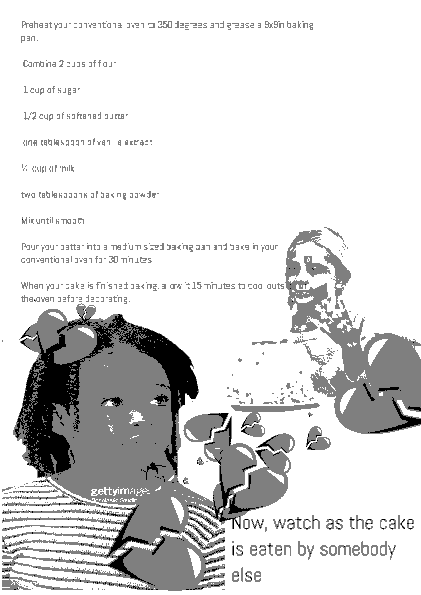 Preheat your conventional oven to 350 degrees and grease a 9x9in baking
pan.
Combine 2 cups of flour
1 cup of sugar
1/2 cup of softened butter
one tablespoon of vanilla extract
cup of milk
two tablespoons of baking powder
Mix until smooth
Pour your batter into a medium sized baking pan and bake in your
conventional oven for 30 minutes
When your cake is finished baking, allow it 15 minutes to cool outside of
the oven before decorating.
gettyimages
Now, watch as the cake
is eaten by somebody
else